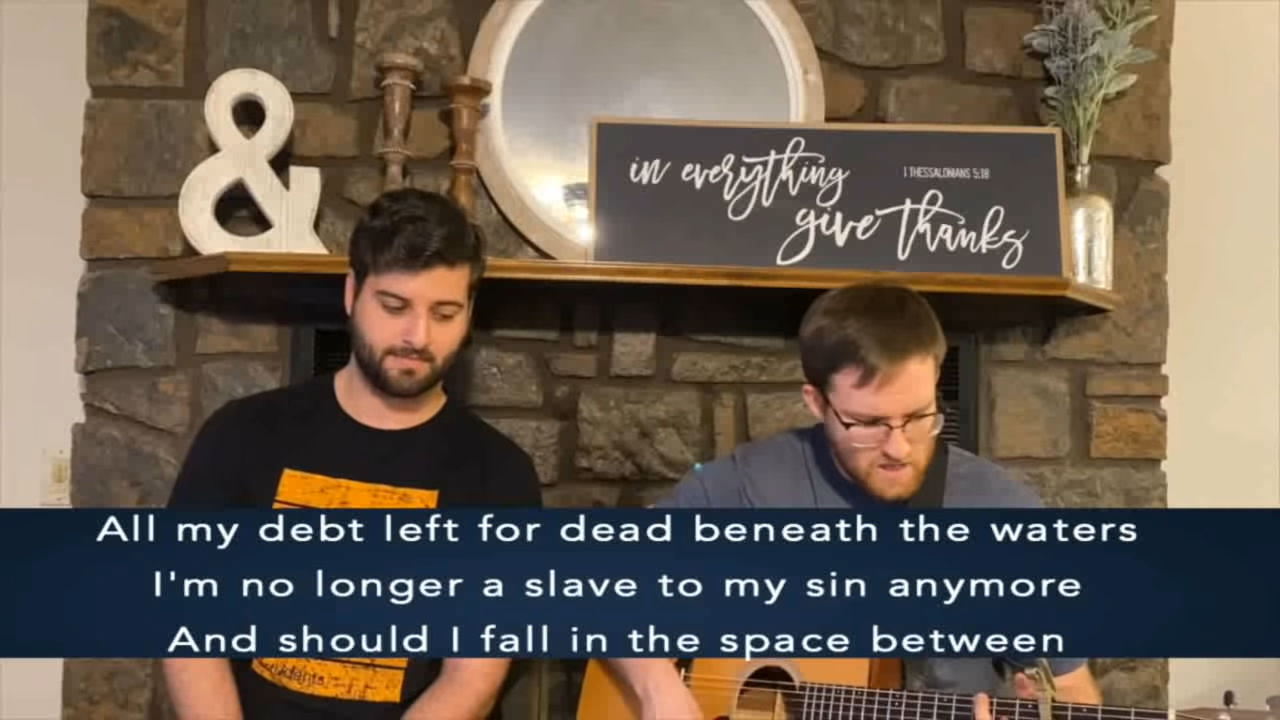 &
in everything
1 THESSALONIANS 5:18
give thanks
All my debt left for dead beneath the waters
I'm no longer a slave to my sin anymore
And should I fall in the space between